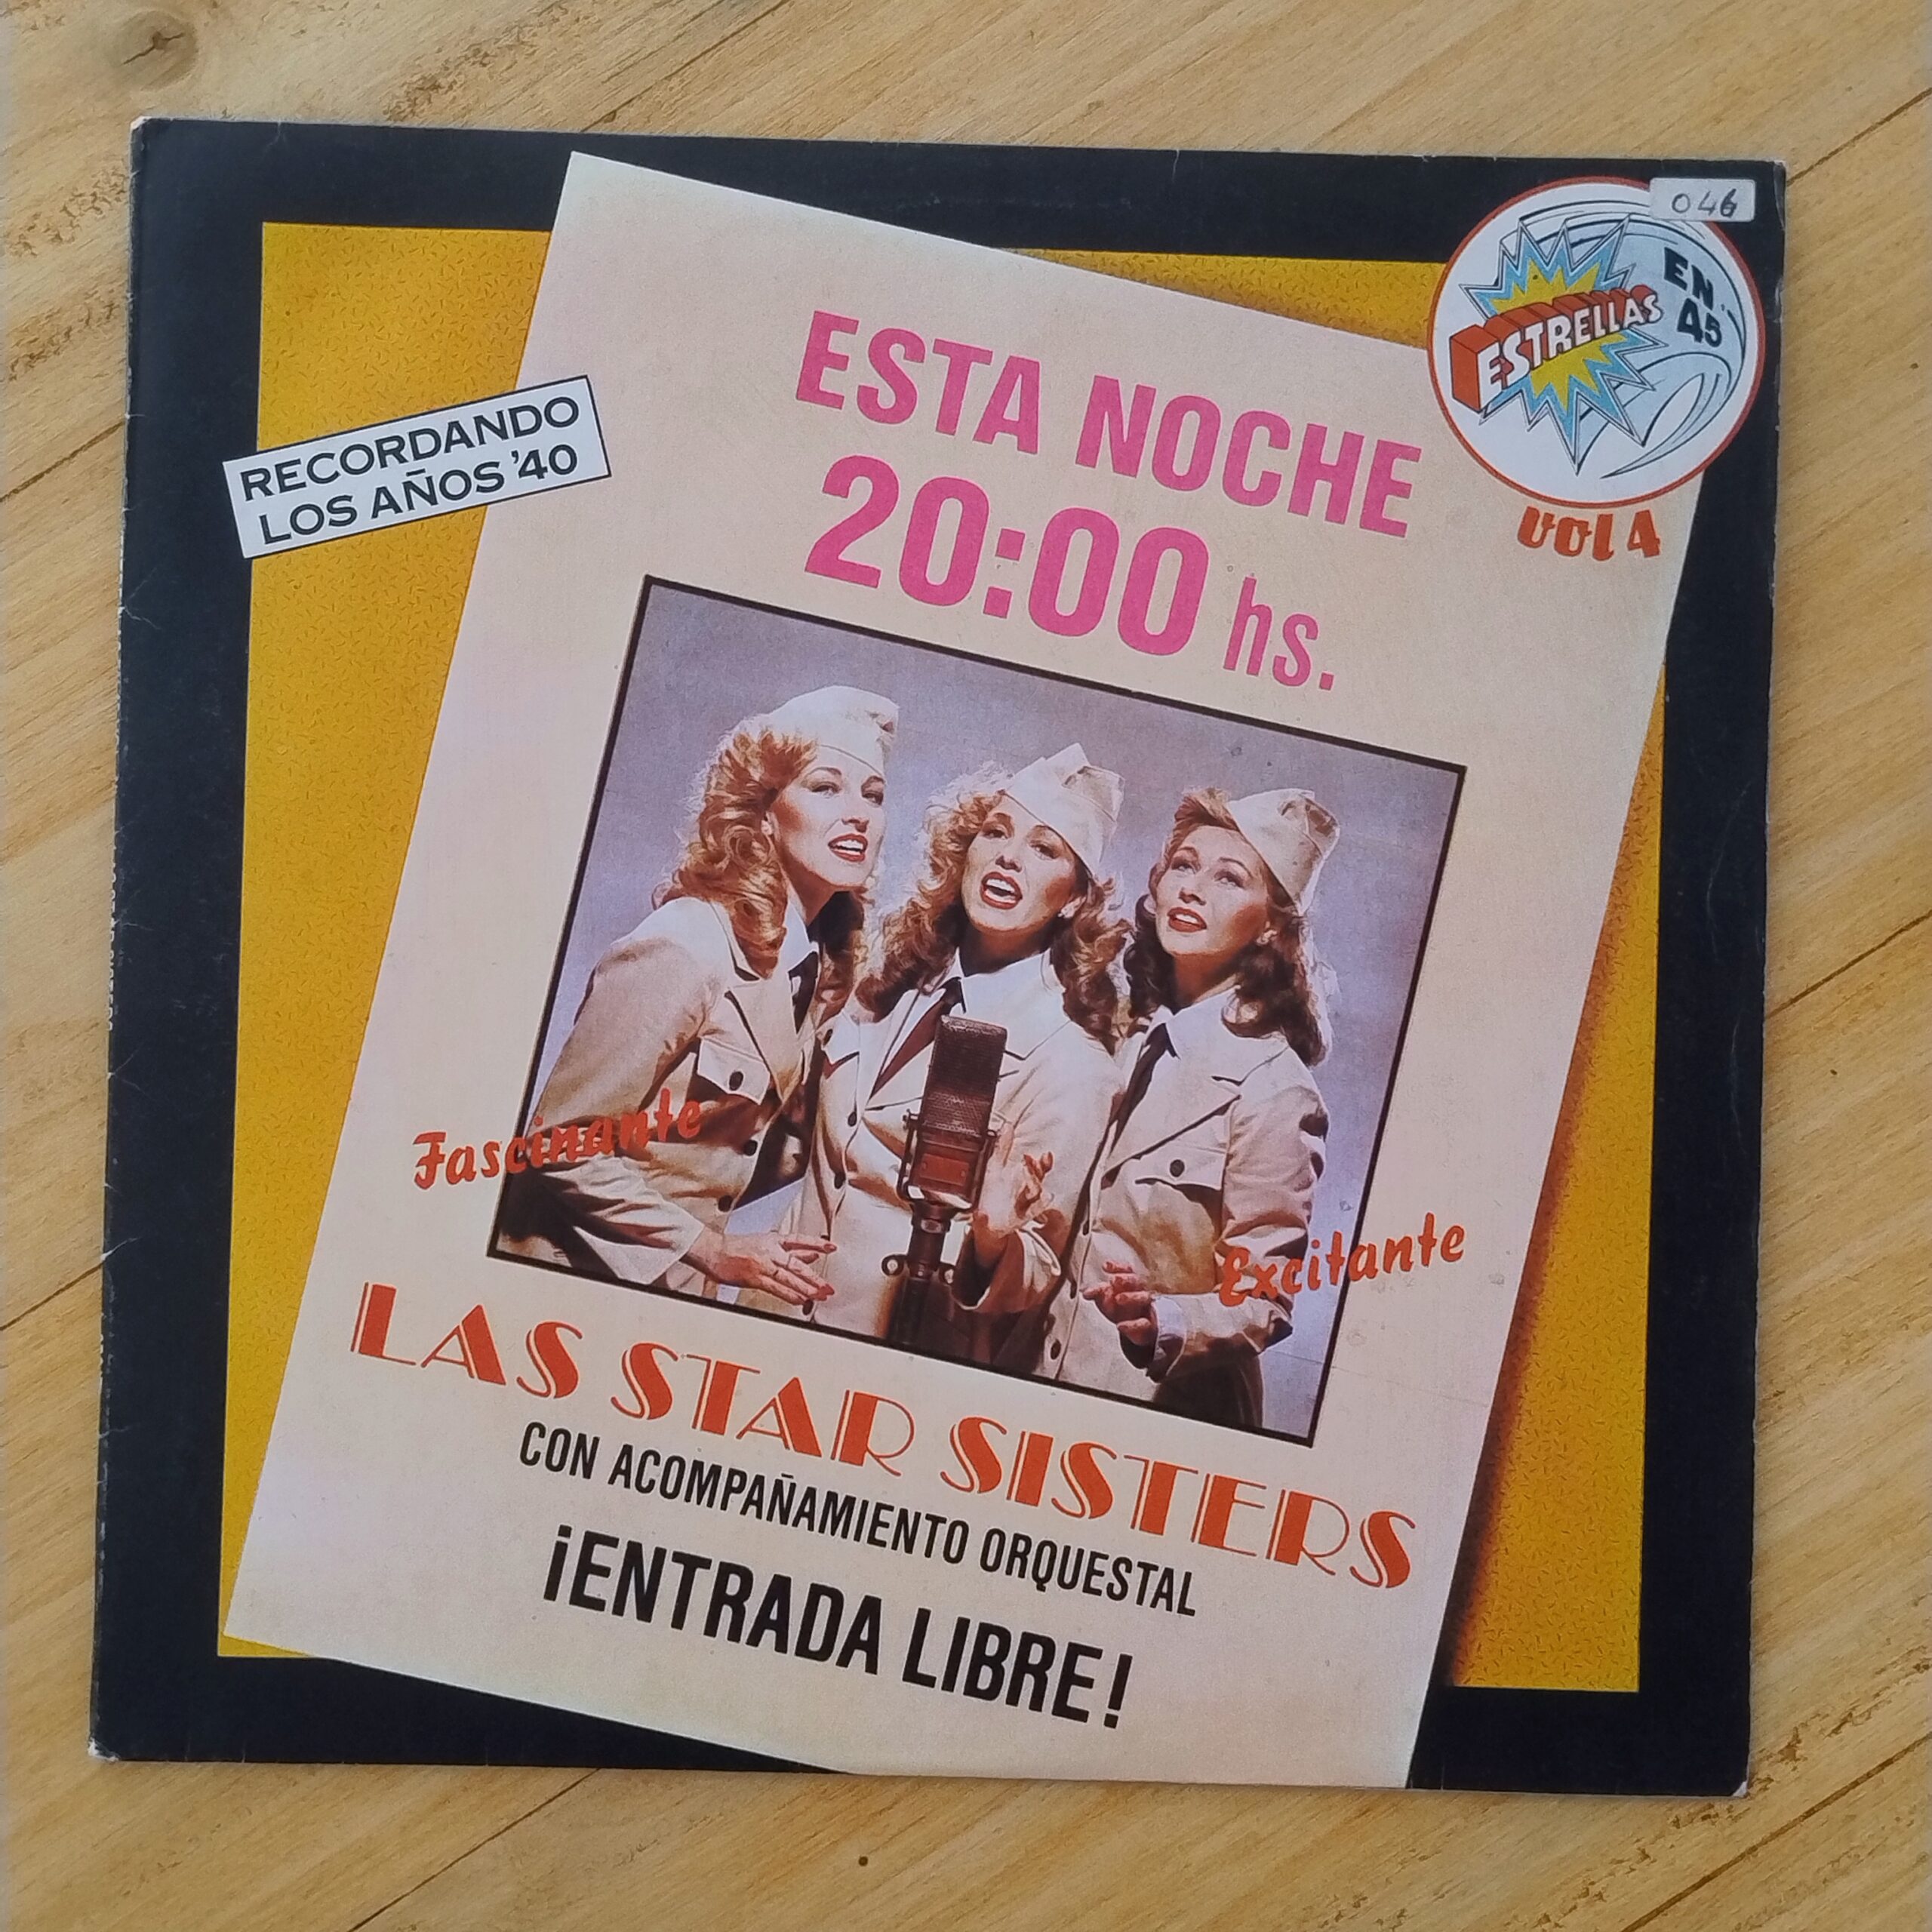 046
ESTRELLAS
EN
45
vol 4
RECORDANDO
LOS AÑOS '40
ESTA NOCHE
20:00 hs.
Fascinante
Excitante
LAS STAR SISTERS
CON ACOMPAÑAMIENTO ORQUESTAL
¡ENTRADA LIBRE!